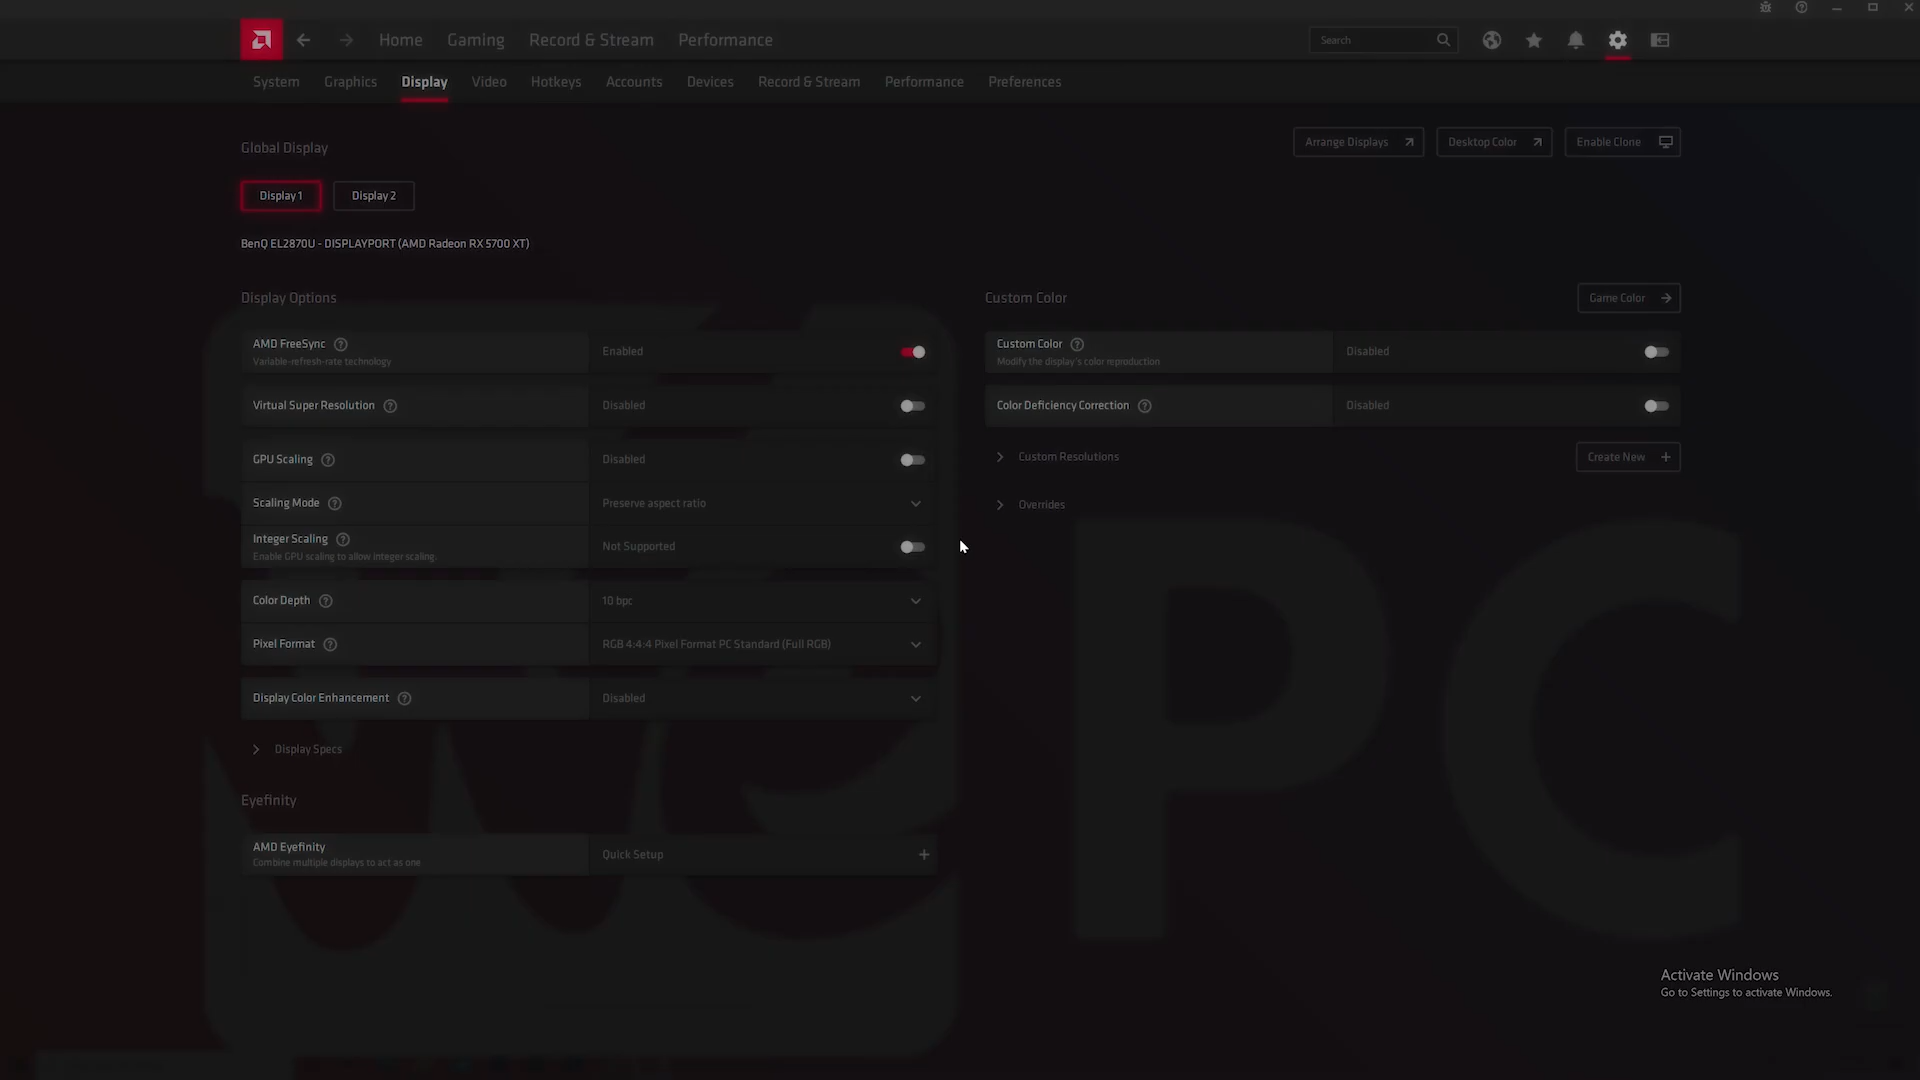 Home Gaming Record & Stream Performance Search
System Graphics Display Video Hotkeys Accounts Devices Record & Stream Performance Preferences
Global Display
Arrange Displays Desktop Color Enable Clone
Display 1 Display 2
BenQ EL2870U - DISPLAYPORT (AMD Radeon RX 5700 XT)
Display Options
AMD FreeSync
Variable-refresh-rate technology
Enabled
Virtual Super Resolution Disabled
GPU Scaling Disabled
Scaling Mode Preserve aspect ratio
Integer Scaling
Enable GPU scaling to allow integer scaling.
Not Supported
Color Depth 10 bpc
Pixel Format RGB 4:4:4 Pixel Format PC Standard (Full RGB)
Display Color Enhancement Disabled
Display Specs
Eyefinity
AMD Eyefinity
Combine multiple displays to act as one
Quick Setup
Custom Color Game Color
Custom Color
Modify the display's color reproduction
Disabled
Color Deficiency Correction Disabled
Custom Resolutions Create New
Overrides
PC
Activate Windows
Go to Settings to activate Windows.